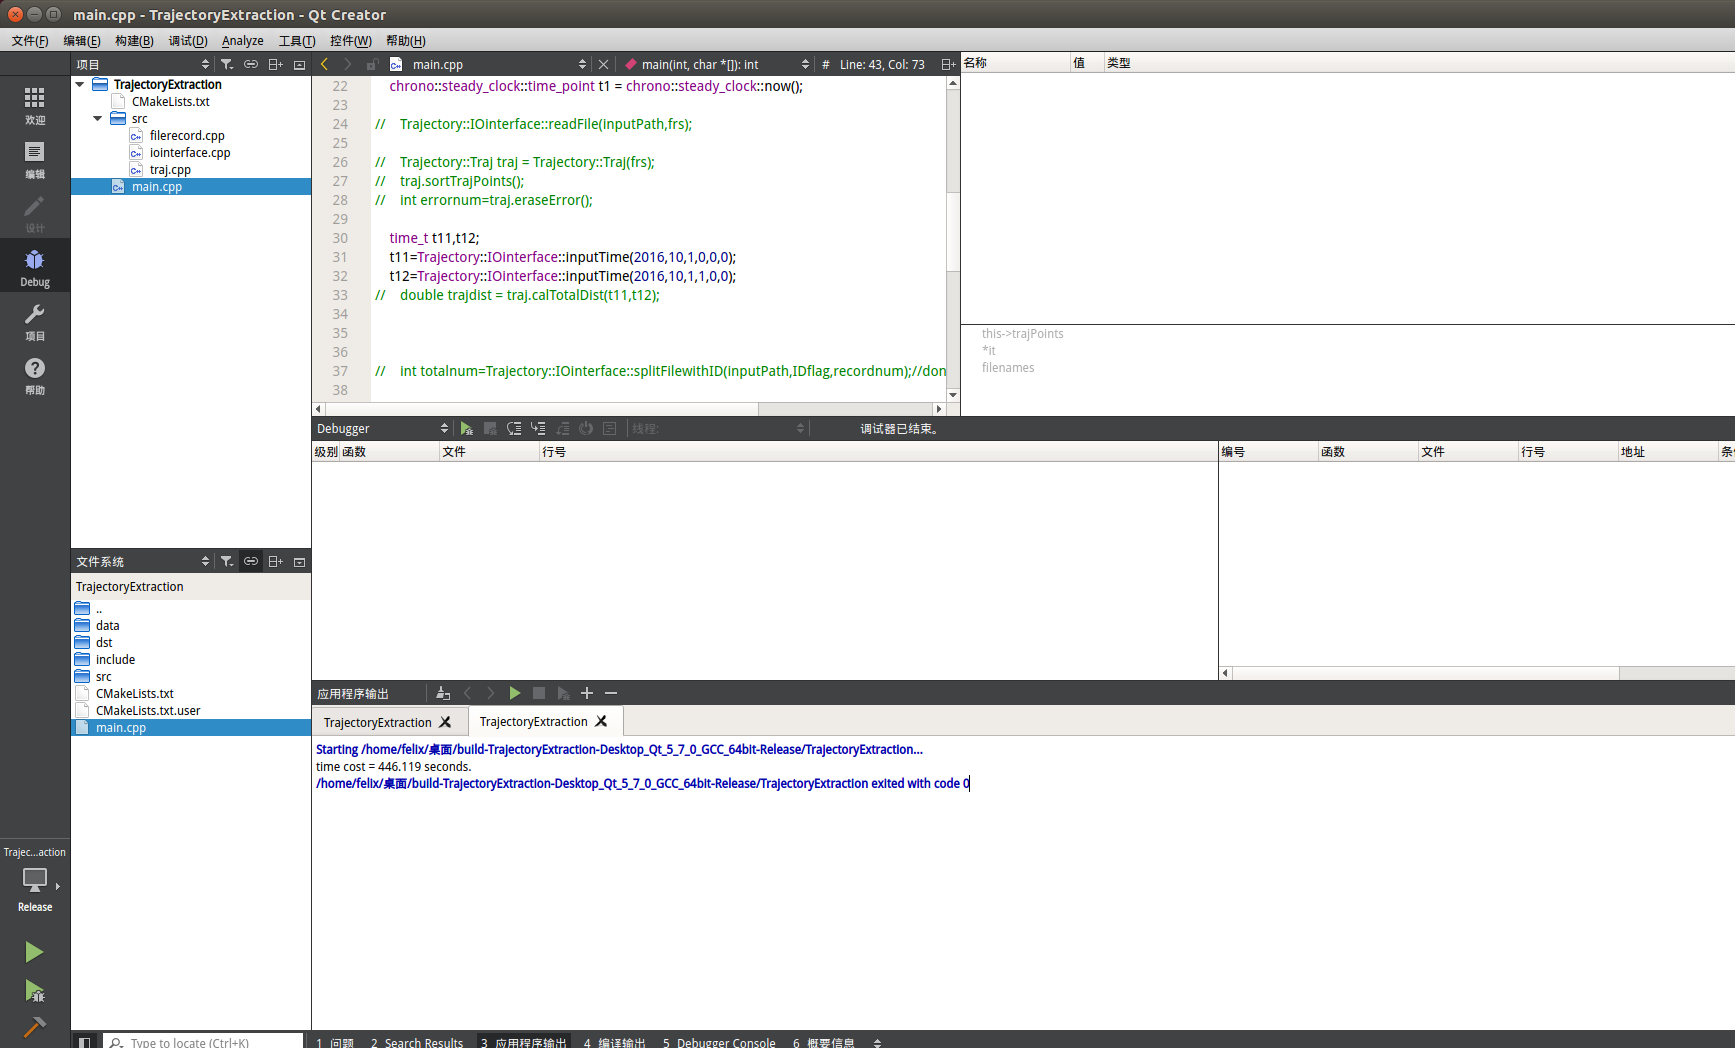 main.cpp - TrajectoryExtraction - Qt Creator
文件(F) 编辑(E) 构建(B) 调试(D) Analyze 工具(T) 控件(W) 帮助(H)
欢迎
编辑
设计
Debug
项目
帮助
Trajec...action
Release
项目
TrajectoryExtraction
CMakeLists.txt
src
filerecord.cpp
iointerface.cpp
traj.cpp
main.cpp
文件系统
TrajectoryExtraction
..
data
dst
include
src
CMakeLists.txt
CMakeLists.txt.user
main.cpp
main.cpp main(int, char *[]): int # Line: 43, Col: 73
22 chrono::steady_clock::time_point t1 = chrono::steady_clock::now();
23
24 // Trajectory::IOinterface::readFile(inputPath,frs);
25
26 // Trajectory::Traj traj = Trajectory::Traj(frs);
27 // traj.sortTrajPoints();
28 // int errornum=traj.eraseError();
29
30 time_t t11,t12;
31 t11=Trajectory::IOinterface::inputTime(2016,10,1,0,0,0);
32 t12=Trajectory::IOinterface::inputTime(2016,10,1,1,0,0);
33 // double trajdist = traj.calTotalDist(t11,t12);
34
35
36
37 // int totalnum=Trajectory::IOinterface::splitFilewithID(inputPath,IDflag,recordnum);//don
38
名称 值 类型
this->trajPoints
*it
filenames
Debugger 线程: 调试器已结束。
级别 函数 文件 行号
编号 函数 文件 行号 地址
应用程序输出
TrajectoryExtraction TrajectoryExtraction
Starting /home/felix/桌面/build-TrajectoryExtraction-Desktop_Qt_5_7_0_GCC_64bit-Release/TrajectoryExtraction...
time cost = 446.119 seconds.
/home/felix/桌面/build-TrajectoryExtraction-Desktop_Qt_5_7_0_GCC_64bit-Release/TrajectoryExtraction exited with code 0
Type to locate (Ctrl+K) 1 问题 2 Search Results 3 应用程序输出 4 编译输出 5 Debugger Console 6 概要信息